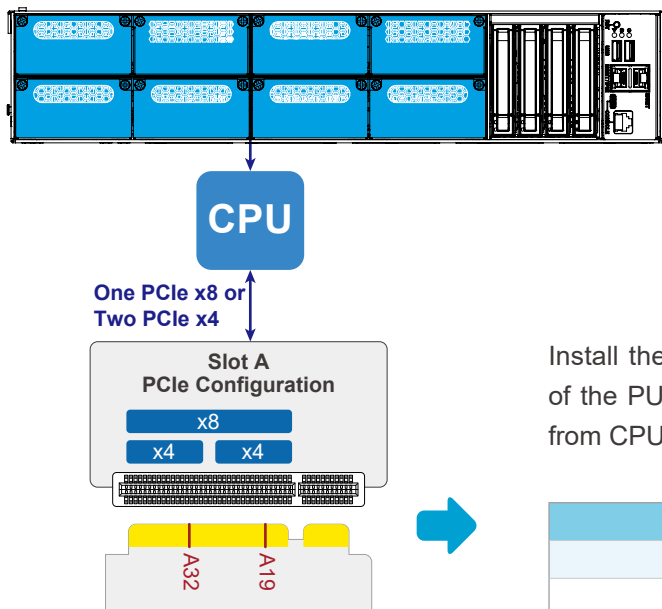 CPU
One PCIe x8 or
Two PCIe x4
Slot A
PCIe Configuration
x8
x4 x4
Install the
of the PU
from CPU
A32 A19